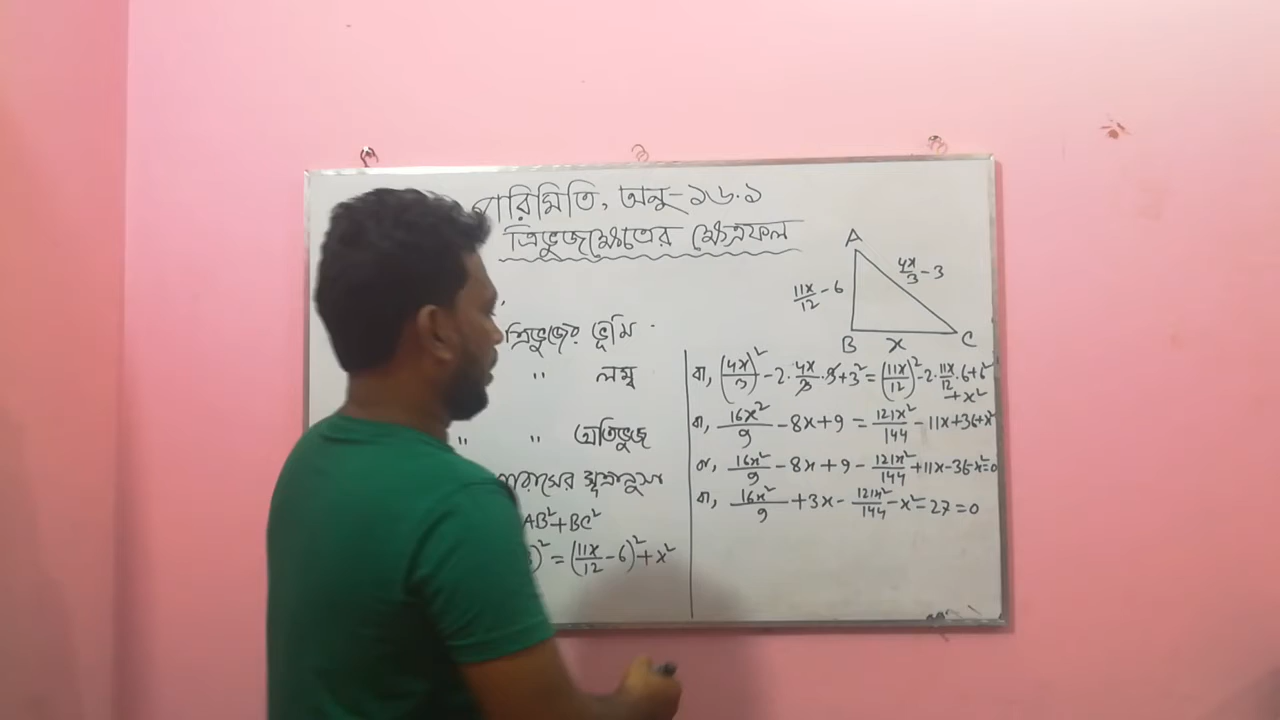 পারিমিতি, অনু-১৬.১
ত্রিভুজক্ষেত্রের ক্ষেত্রফল
A
4x/3 - 3
11x/12 - 6
B x C
ত্রিভুজের ভূমি
" লম্ব
" " অতিভুজ
সূত্রানুসা
AB²+BC²
)² = (11x/12 - 6)² + x²
বা, (4x/3)² - 2·4x/3·3 + 3² = (11x/12)² - 2·11x/12·6 + 6²
+ x²
বা, 16x²/9 - 8x + 9 = 121x²/144 - 11x + 36 + x²
বা, 16x²/9 - 8x + 9 - 121x²/144 + 11x - 36 - x² = 0
বা, 16x²/9 + 3x - 121x²/144 - x² - 27 = 0